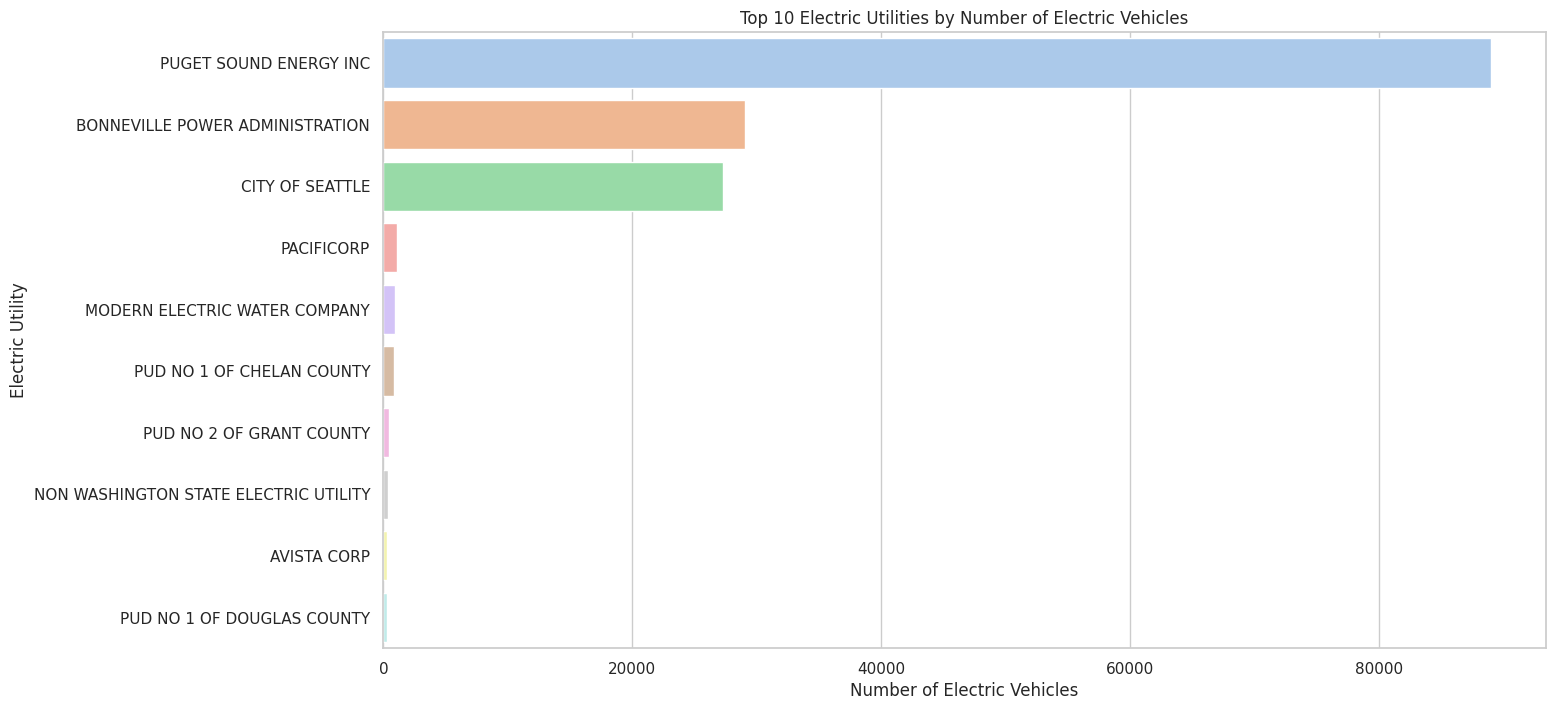 Top 10 Electric Utilities by Number of Electric Vehicles
Electric Utility
PUGET SOUND ENERGY INC
BONNEVILLE POWER ADMINISTRATION
CITY OF SEATTLE
PACIFICORP
MODERN ELECTRIC WATER COMPANY
PUD NO 1 OF CHELAN COUNTY
PUD NO 2 OF GRANT COUNTY
NON WASHINGTON STATE ELECTRIC UTILITY
AVISTA CORP
PUD NO 1 OF DOUGLAS COUNTY
0 20000 40000 60000 80000
Number of Electric Vehicles